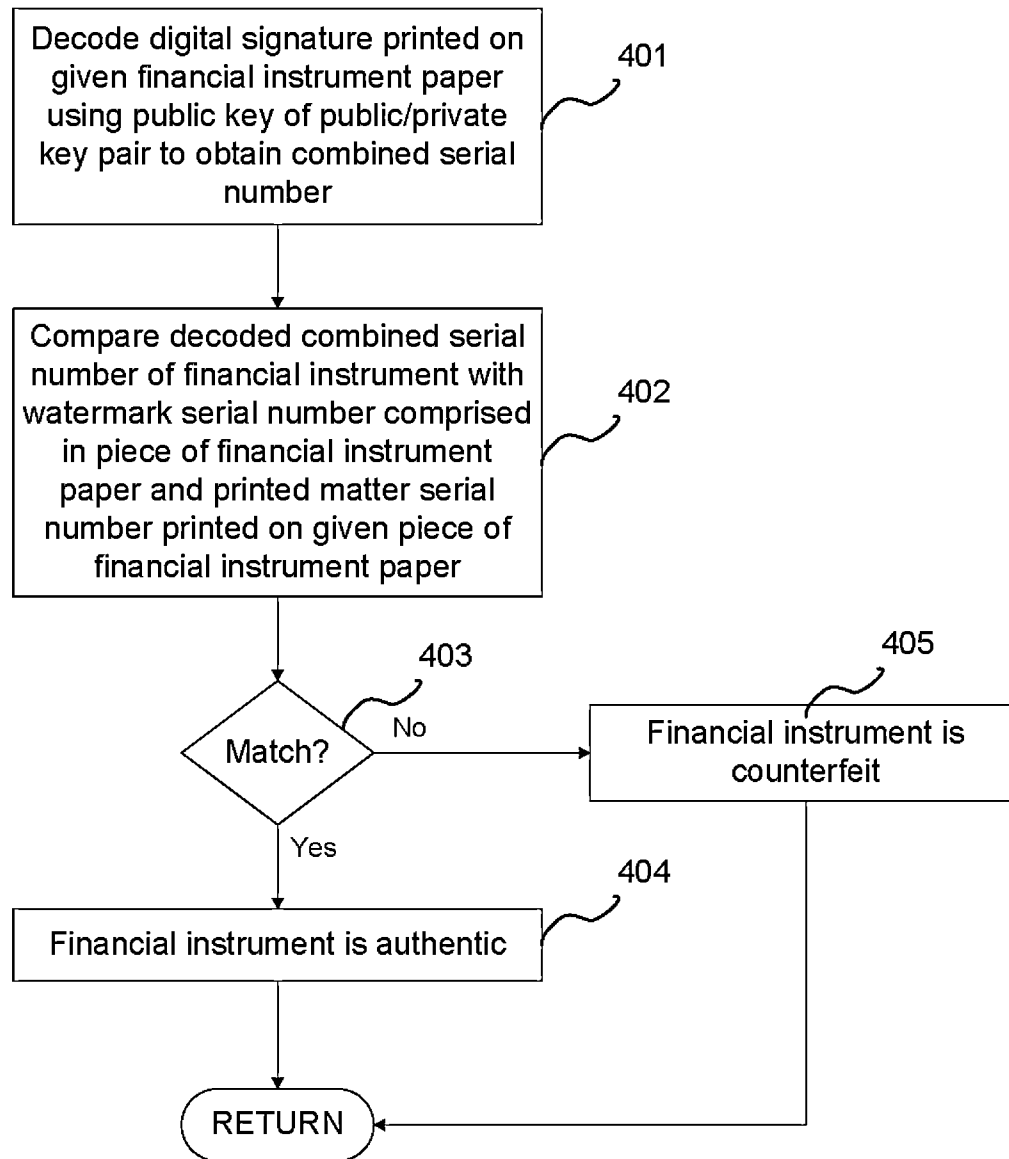 Decode digital signature printed on
given financial instrument paper
using public key of public/private
key pair to obtain combined serial
number
401
Compare decoded combined serial
number of financial instrument with
watermark serial number comprised
in piece of financial instrument
paper and printed matter serial
number printed on given piece of
financial instrument paper
402
Match?
403
No
405
Financial instrument is
counterfeit
Yes
404
Financial instrument is authentic
RETURN